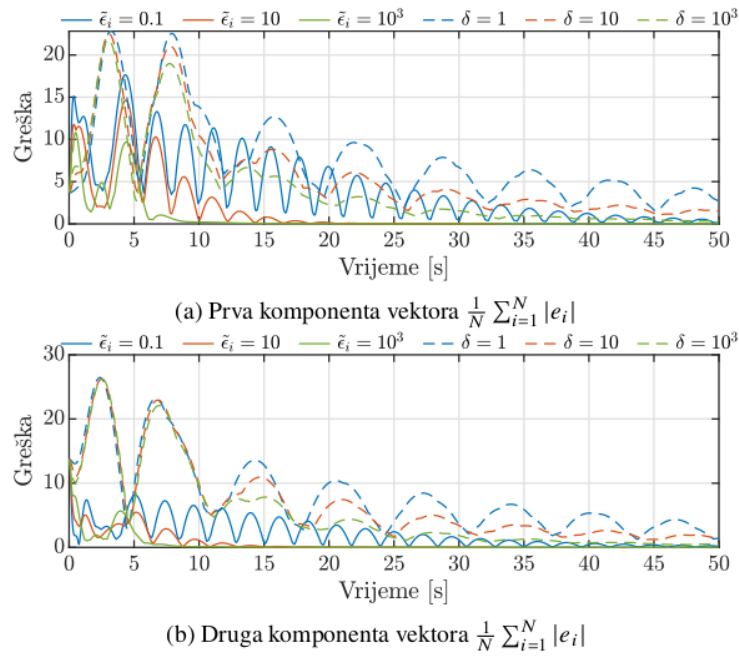 ε̃ᵢ = 0.1 ε̃ᵢ = 10 ε̃ᵢ = 10³ δ = 1 δ = 10 δ = 10³
20
15
10
5
0
Greška
0 5 10 15 20 25 30 35 40 45 50
Vrijeme [s]
(a) Prva komponenta vektora 1/N ∑ᵢ₌₁ᴺ |eᵢ|
ε̃ᵢ = 0.1 ε̃ᵢ = 10 ε̃ᵢ = 10³ δ = 1 δ = 10 δ = 10³
30
20
10
0
Greška
0 5 10 15 20 25 30 35 40 45 50
Vrijeme [s]
(b) Druga komponenta vektora 1/N ∑ᵢ₌₁ᴺ |eᵢ|